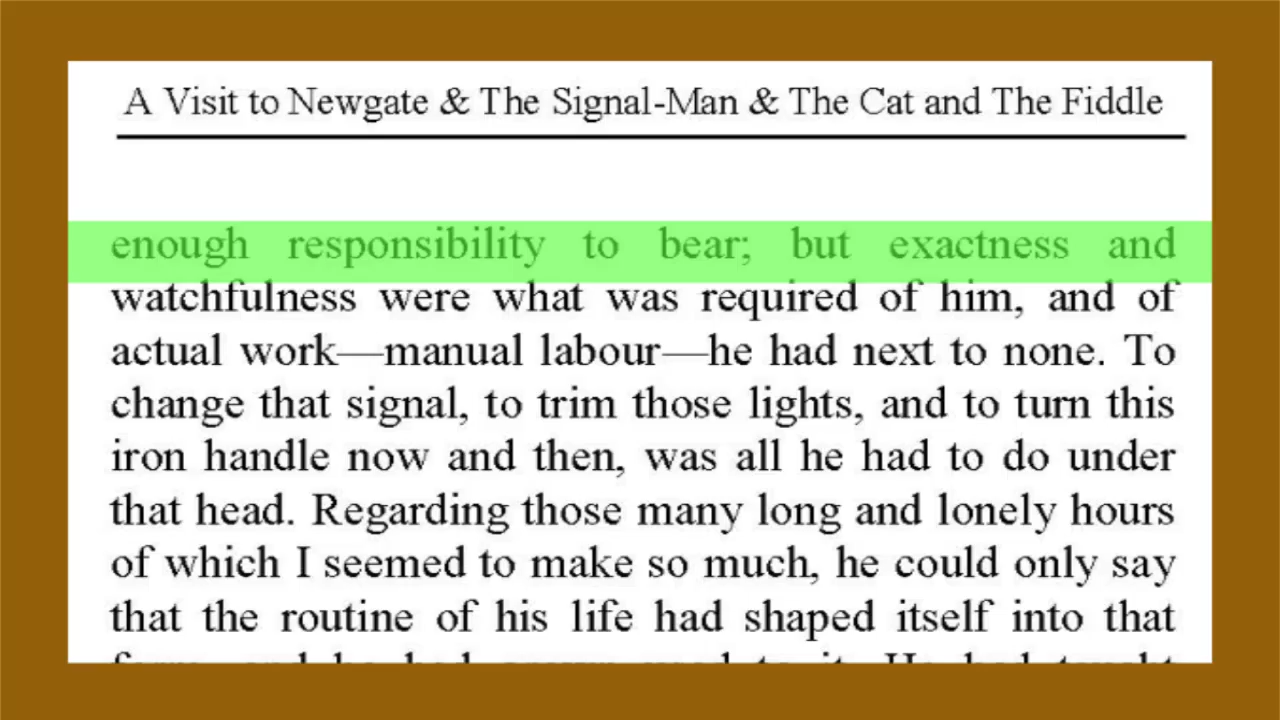 A Visit to Newgate & The Signal-Man & The Cat and The Fiddle
enough responsibility to bear; but exactness and
watchfulness were what was required of him, and of
actual work—manual labour—he had next to none. To
change that signal, to trim those lights, and to turn this
iron handle now and then, was all he had to do under
that head. Regarding those many long and lonely hours
of which I seemed to make so much, he could only say
that the routine of his life had shaped itself into that